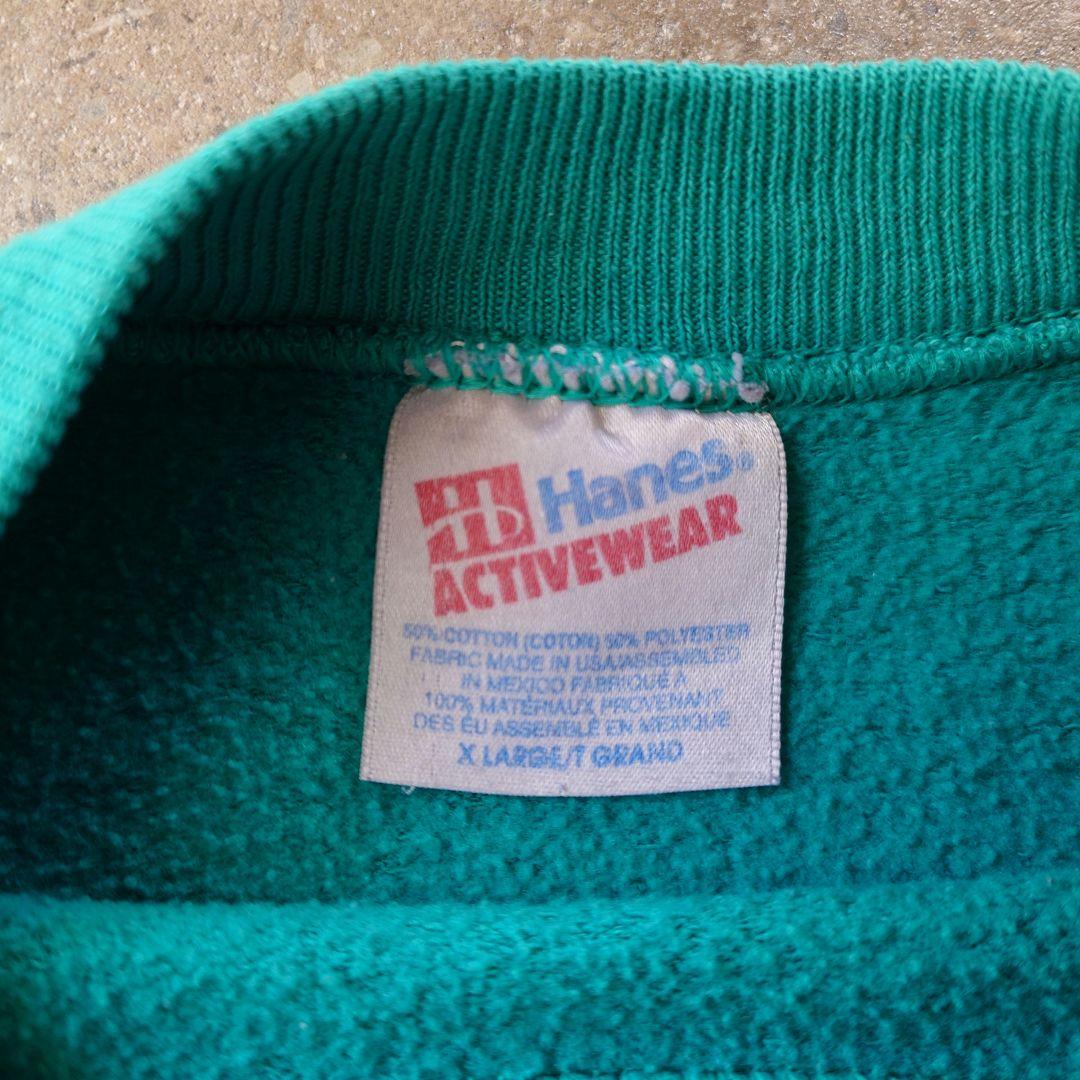 Hanes®
ACTIVEWEAR
50% COTTON (COTON) 50% POLYESTER
FABRIC MADE IN USA/ASSEMBLED
IN MEXICO FABRIQUÉ À
100% MATÉRIAUX PROVENANT
DES ÉU ASSEMBLÉ EN MEXIQUE
X LARGE/T GRAND